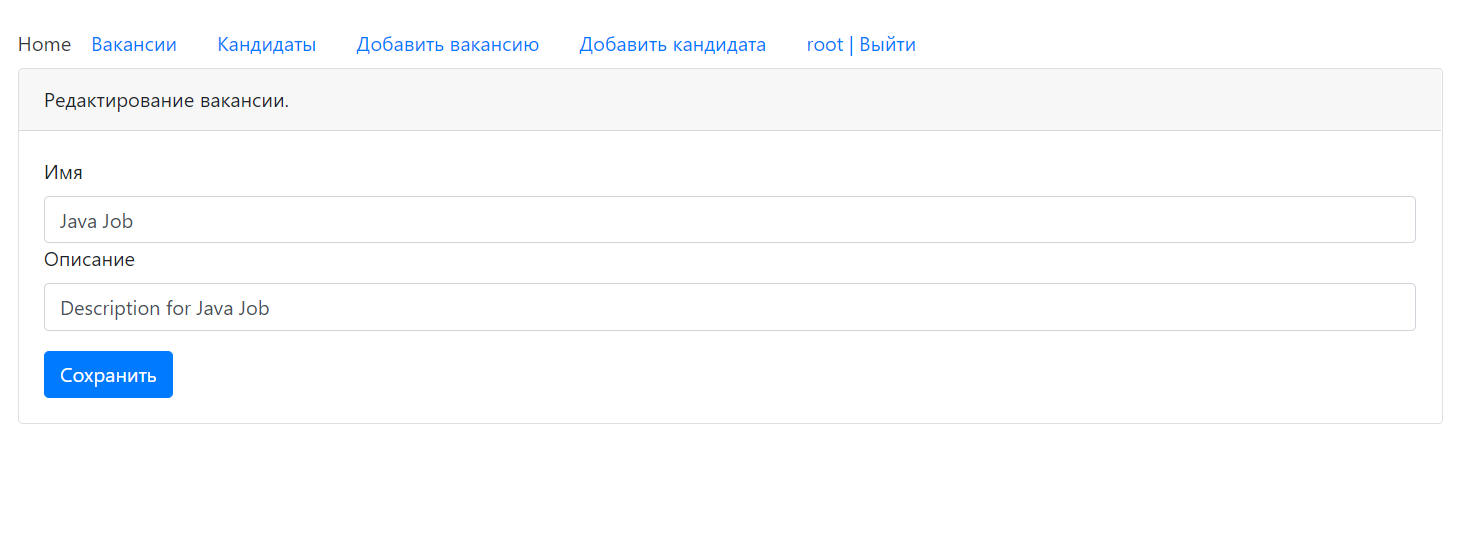 Home Вакансии Кандидаты Добавить вакансию Добавить кандидата root | Выйти
Редактирование вакансии.
Имя
Java Job
Описание
Description for Java Job
Сохранить